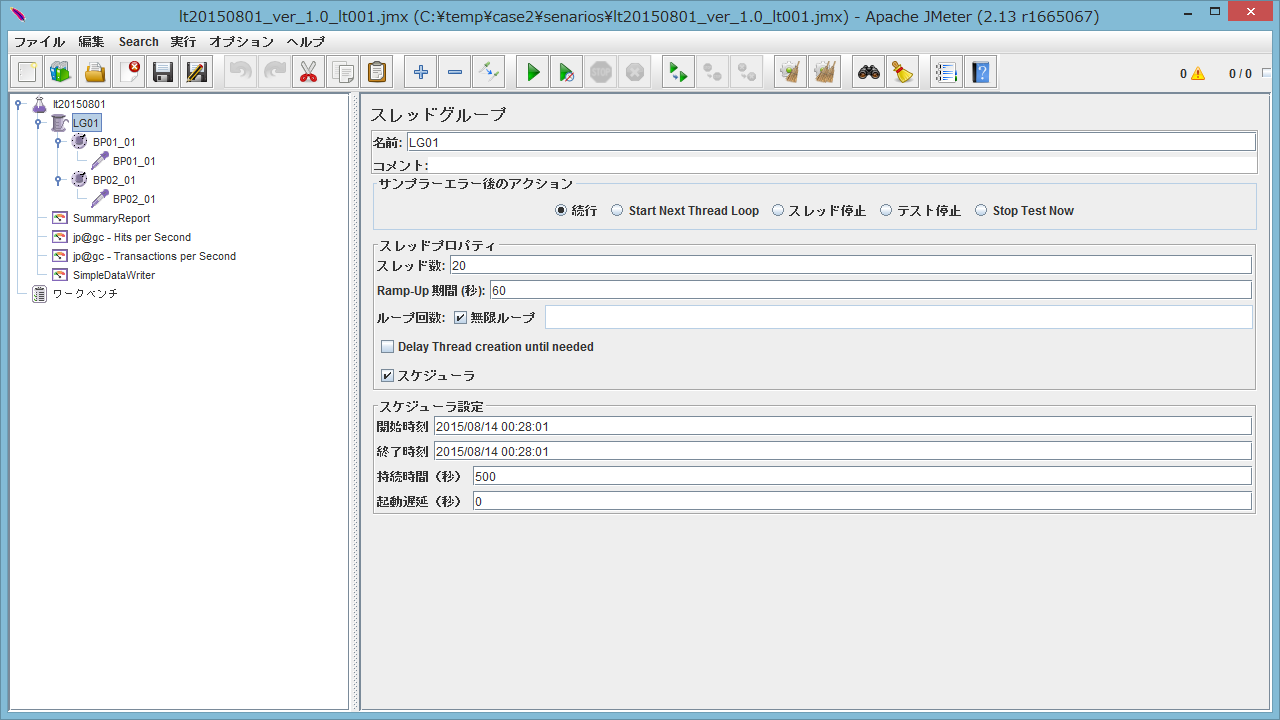 lt20150801_ver_1.0_lt001.jmx (C:¥temp¥case2¥senarios¥lt20150801_ver_1.0_lt001.jmx) - Apache JMeter (2.13 r1665067)
ファイル 編集 Search 実行 オプション ヘルプ
0 0 / 0
lt20150801
LG01
BP01_01
BP01_01
BP02_01
BP02_01
SummaryReport
jp@gc - Hits per Second
jp@gc - Transactions per Second
SimpleDataWriter
ワークベンチ
スレッドグループ
名前: LG01
コメント:
サンプラーエラー後のアクション
続行 Start Next Thread Loop スレッド停止 テスト停止 Stop Test Now
スレッドプロパティ
スレッド数: 20
Ramp-Up 期間 (秒): 60
ループ回数: 無限ループ
Delay Thread creation until needed
スケジューラ
スケジューラ設定
開始時刻 2015/08/14 00:28:01
終了時刻 2015/08/14 00:28:01
持続時間（秒） 500
起動遅延（秒） 0